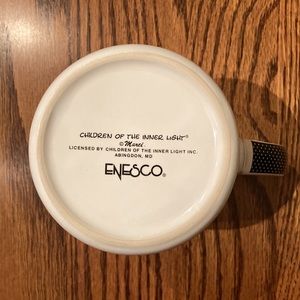 CHILDREN OF THE INNER LIGHT®
© Marci
LICENSED BY CHILDREN OF THE INNER LIGHT INC.
ABINGDON, MD
ENESCO®